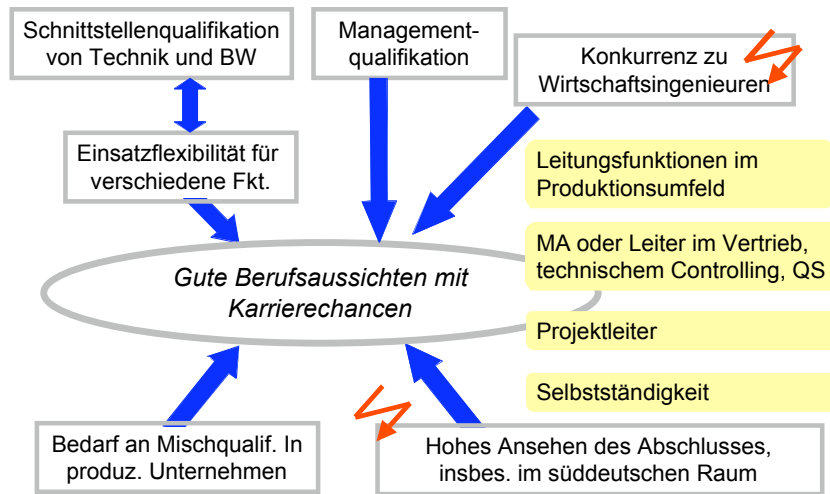 Schnittstellenqualifikation
von Technik und BW
Management-
qualifikation
Konkurrenz zu
Wirtschaftsingenieuren
Einsatzflexibilität für
verschiedene Fkt.
Leitungsfunktionen im
Produktionsumfeld
MA oder Leiter im Vertrieb,
technischem Controlling, QS
Gute Berufsaussichten mit
Karrierechancen
Projektleiter
Selbstständigkeit
Bedarf an Mischqualif. In
produz. Unternehmen
Hohes Ansehen des Abschlusses,
insbes. im süddeutschen Raum